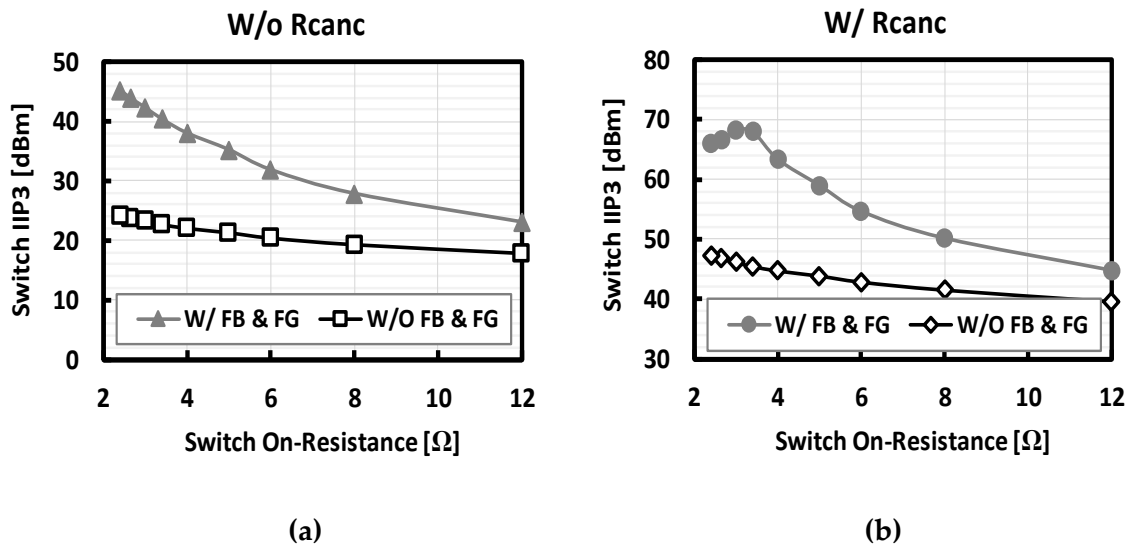 W/o Rcanc
50
40
30
20
10
0
Switch IIP3 [dBm]
W/ FB & FG
W/O FB & FG
2 4 6 8 10 12
Switch On-Resistance [Ω]
(a)
W/ Rcanc
80
70
60
50
40
30
Switch IIP3 [dBm]
W/ FB & FG
W/O FB & FG
2 4 6 8 10 12
Switch On-Resistance [Ω]
(b)